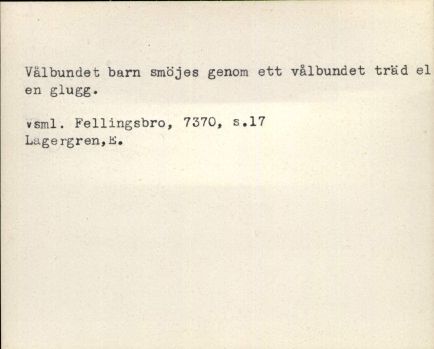 Vålbundet barn smöjes genom ett vålbundet träd el
en glugg.
vsml. Fellingsbro, 7370, s.17
Lagergren,E.